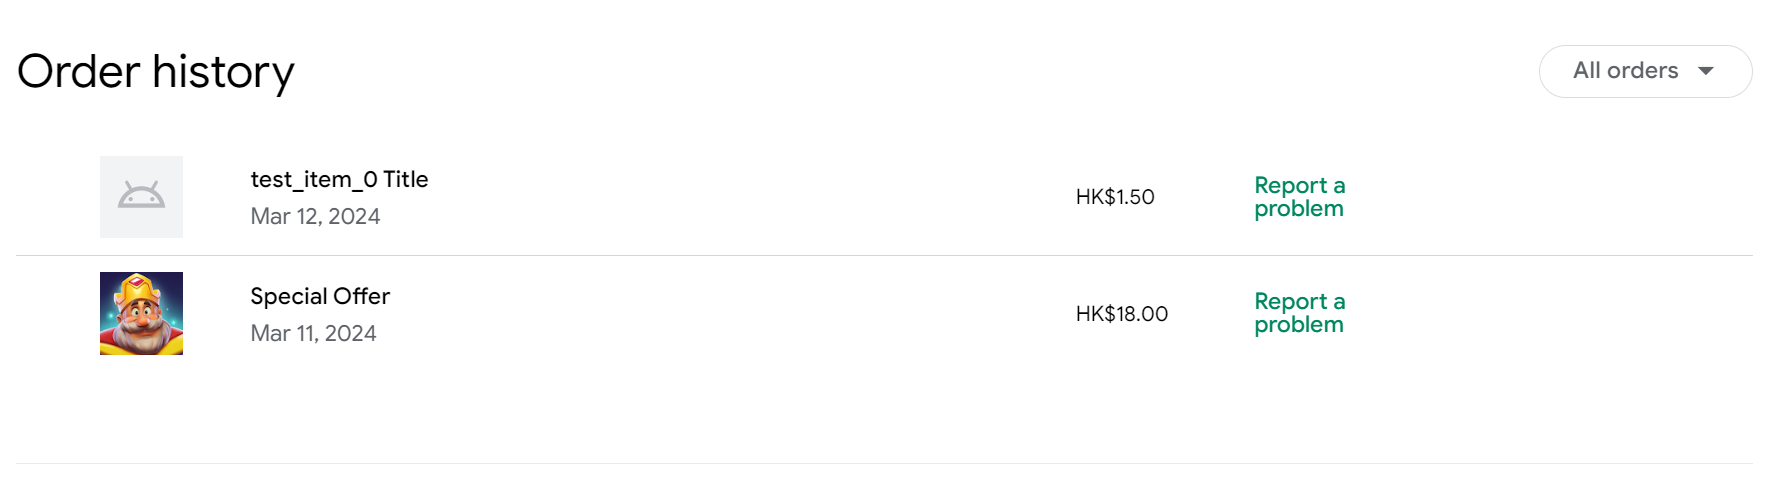 Order history
All orders
test_item_0 Title
Mar 12, 2024
HK$1.50
Report a
problem
Special Offer
Mar 11, 2024
HK$18.00
Report a
problem